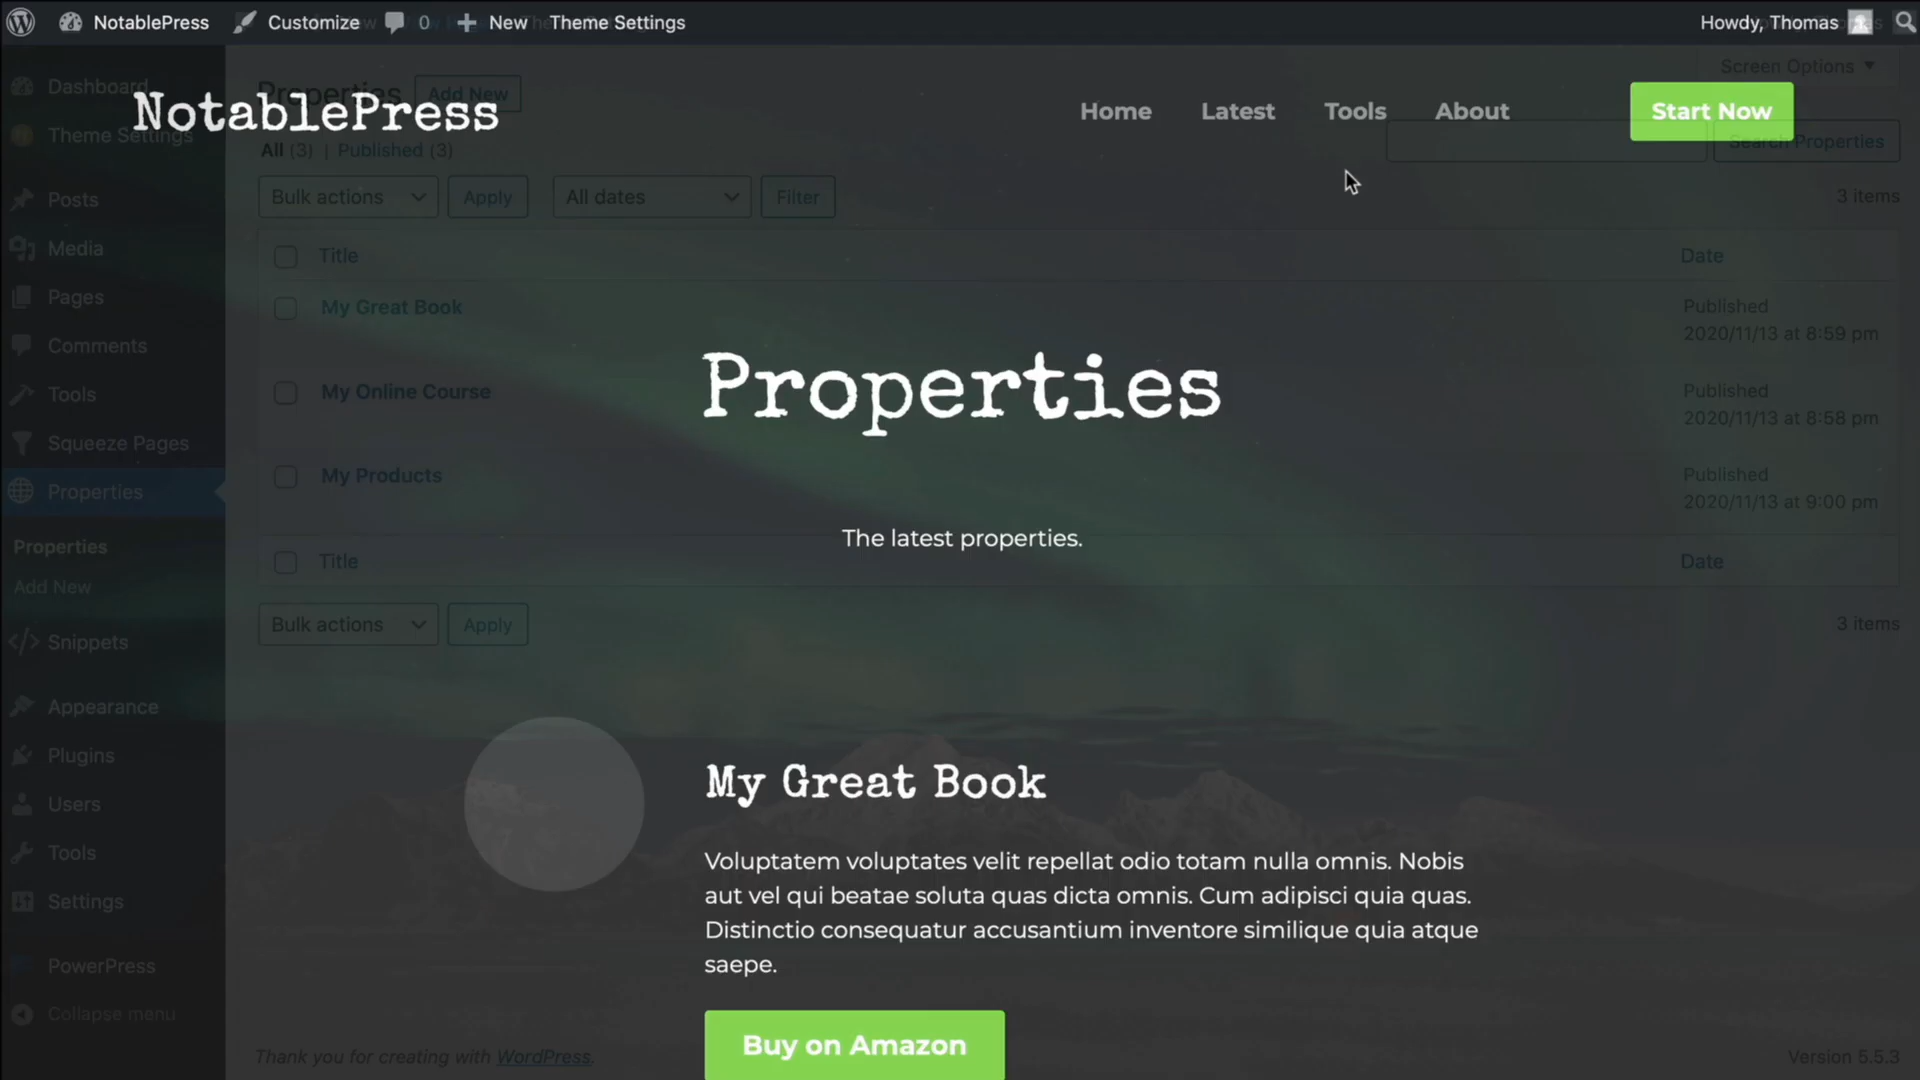 NotablePress
Customize
0
New
Theme Settings
Howdy, Thomas
Dashboard
Theme Settings
Posts
Media
Pages
Comments
Tools
Squeeze Pages
Properties
Properties
Add New
Snippets
Appearance
Plugins
Users
Tools
Settings
PowerPress
Collapse menu
Properties
Add New
Screen Options
NotablePress
Home
Latest
Tools
About
Start Now
All (3) | Published (3)
Search Properties
Bulk actions
Apply
All dates
Filter
3 items
Title
Date
My Great Book
Published
2020/11/13 at 8:59 pm
My Online Course
Published
2020/11/13 at 8:58 pm
My Products
Published
2020/11/13 at 9:00 pm
Title
Date
Bulk actions
Apply
3 items
Properties
The latest properties.
My Great Book
Voluptatem voluptates velit repellat odio totam nulla omnis. Nobis
aut vel qui beatae soluta quas dicta omnis. Cum adipisci quia quas.
Distinctio consequatur accusantium inventore similique quia atque
saepe.
Buy on Amazon
Thank you for creating with WordPress.
Version 5.5.3